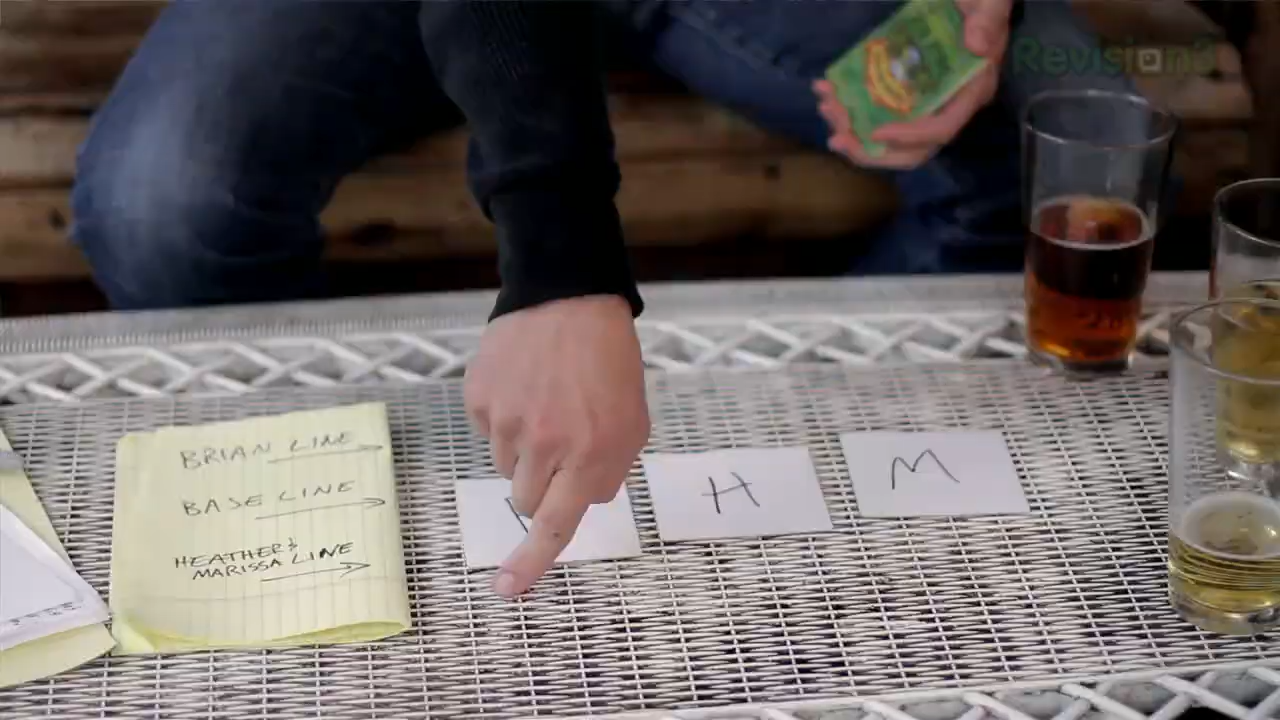 Revision3
BRIAN LINE
BASE LINE
HEATHER &
MARISSA LINE
H
M